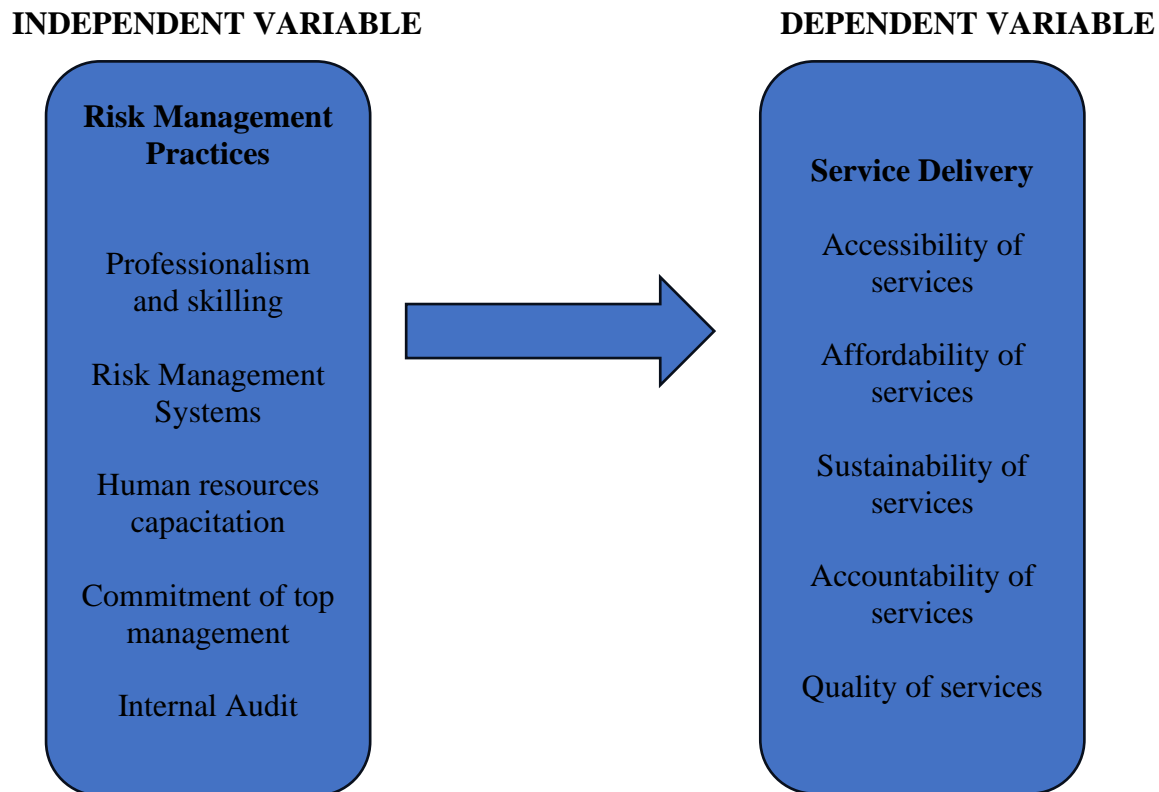 INDEPENDENT VARIABLE
DEPENDENT VARIABLE
Risk Management
Practices
Professionalism
and skilling
Risk Management
Systems
Human resources
capacitation
Commitment of top
management
Internal Audit
Service Delivery
Accessibility of
services
Affordability of
services
Sustainability of
services
Accountability of
services
Quality of services